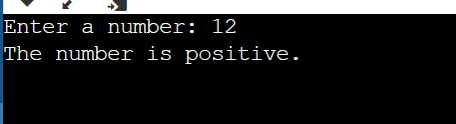 Enter a number: 12
The number is positive.